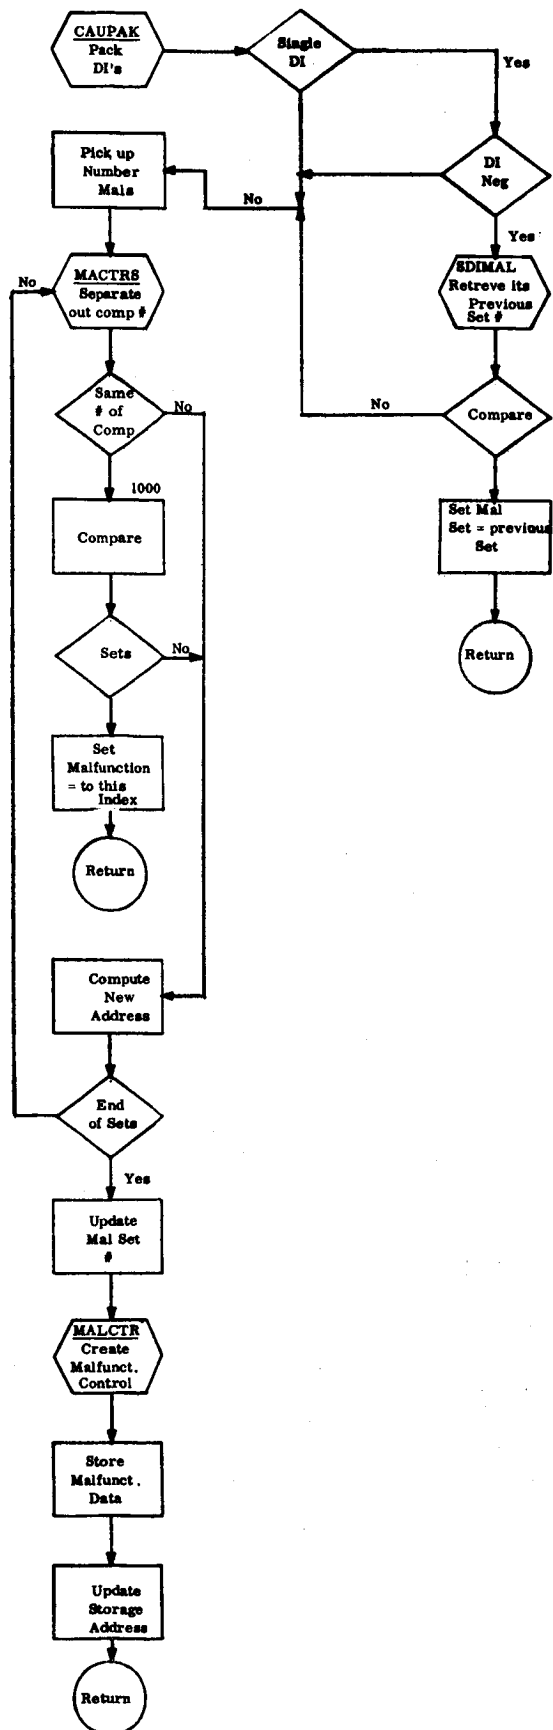 CAUPAK
Pack
DI's
Single
DI
Yes
DI
Neg
No
Yes
SDIMAL
Retreve its
Previous
Set #
No
Compare
Set Mal
Set = previous
Set
Return
Pick up
Number
Mals
No
MACTRS
Separate
out comp #
Same
# of
Comp
No
1000
Compare
Sets
No
Set
Malfunction
= to this
Index
Return
Compute
New
Address
End
of Sets
Yes
Update
Mal Set
#
MALCTR
Create
Malfunct.
Control
Store
Malfunct.
Data
Update
Storage
Address
Return